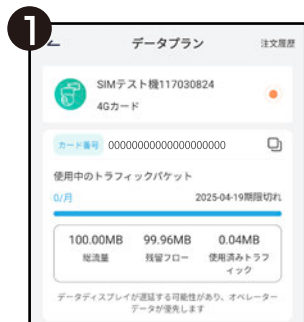 1
データプラン 注文履歴
SIMテスト機117030824
4Gカード
カード番号 00000000000000000000
使用中のトラフィックパケット
0/月 2025-04-19期限切れ
100.00MB 99.96MB 0.04MB
総流量 残留フロー 使用済みトラフ
ィック
データディスプレイが遅延する可能性があり、オペレーター
データが優先します